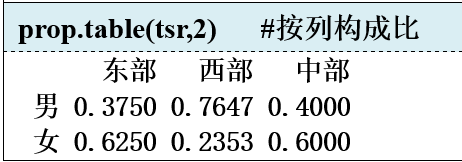 prop.table(tsr,2) #按列构成比
东部 西部 中部
男 0.3750 0.7647 0.4000
女 0.6250 0.2353 0.6000